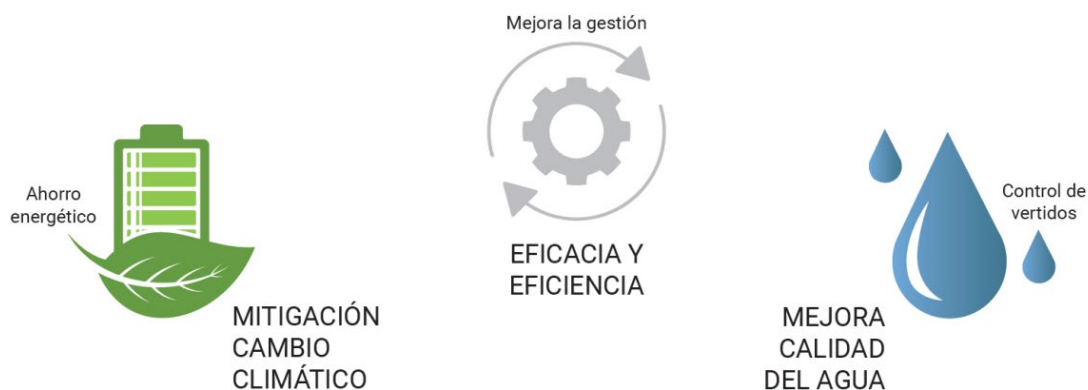 Mejora la gestión
EFICACIA Y
EFICIENCIA
Ahorro
energético
MITIGACIÓN
CAMBIO
CLIMÁTICO
Control de
vertidos
MEJORA
CALIDAD
DEL AGUA